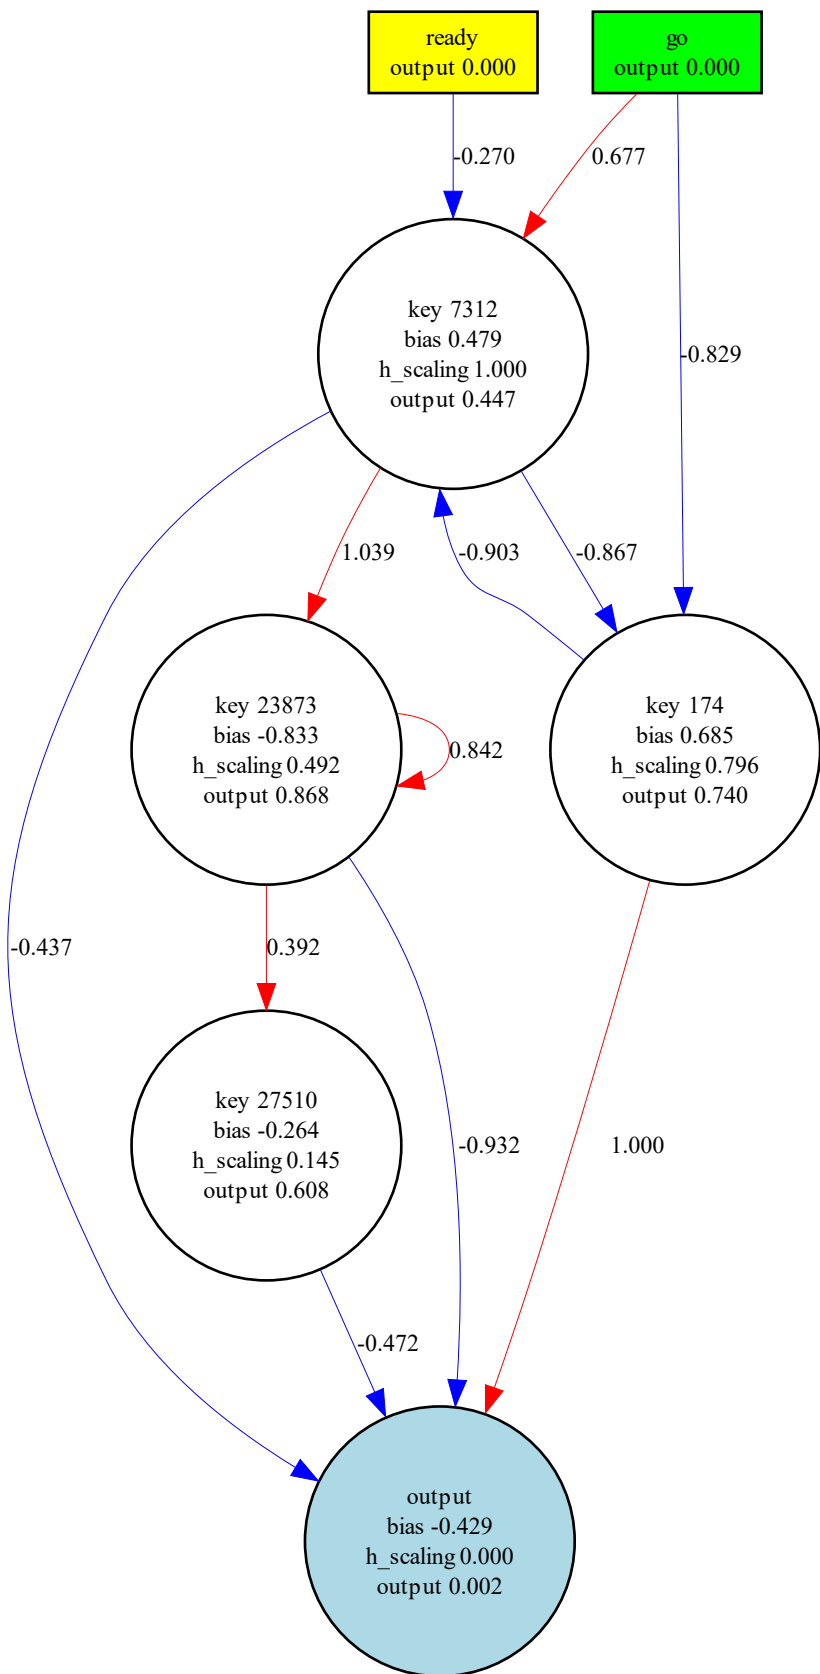 ready
output 0.000
go
output 0.000
-0.270
0.677
key 7312
bias 0.479
h_scaling 1.000
output 0.447
-0.829
1.039
-0.903
-0.867
key 23873
bias -0.833
h_scaling 0.492
output 0.868
0.842
key 174
bias 0.685
h_scaling 0.796
output 0.740
-0.437
0.392
key 27510
bias -0.264
h_scaling 0.145
output 0.608
-0.932
1.000
-0.472
output
bias -0.429
h_scaling 0.000
output 0.002